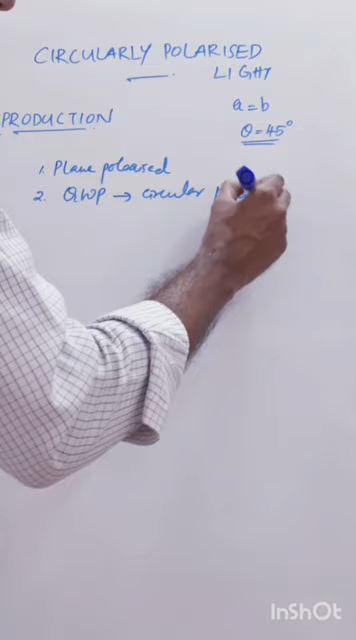 CIRCULARLY POLARISED
LIGHT
a = b
θ = 45°
PRODUCTION
1. Plane polarised
2. QWP → circular
InShOt